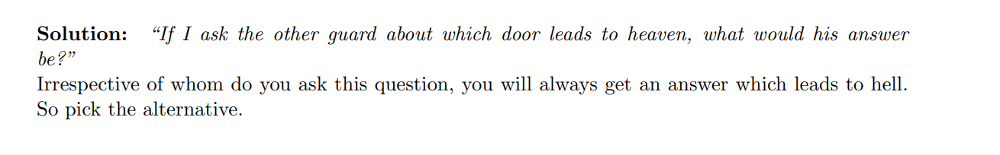 Solution: “If I ask the other guard about which door leads to heaven, what would his answer
be?”
Irrespective of whom do you ask this question, you will always get an answer which leads to hell.
So pick the alternative.